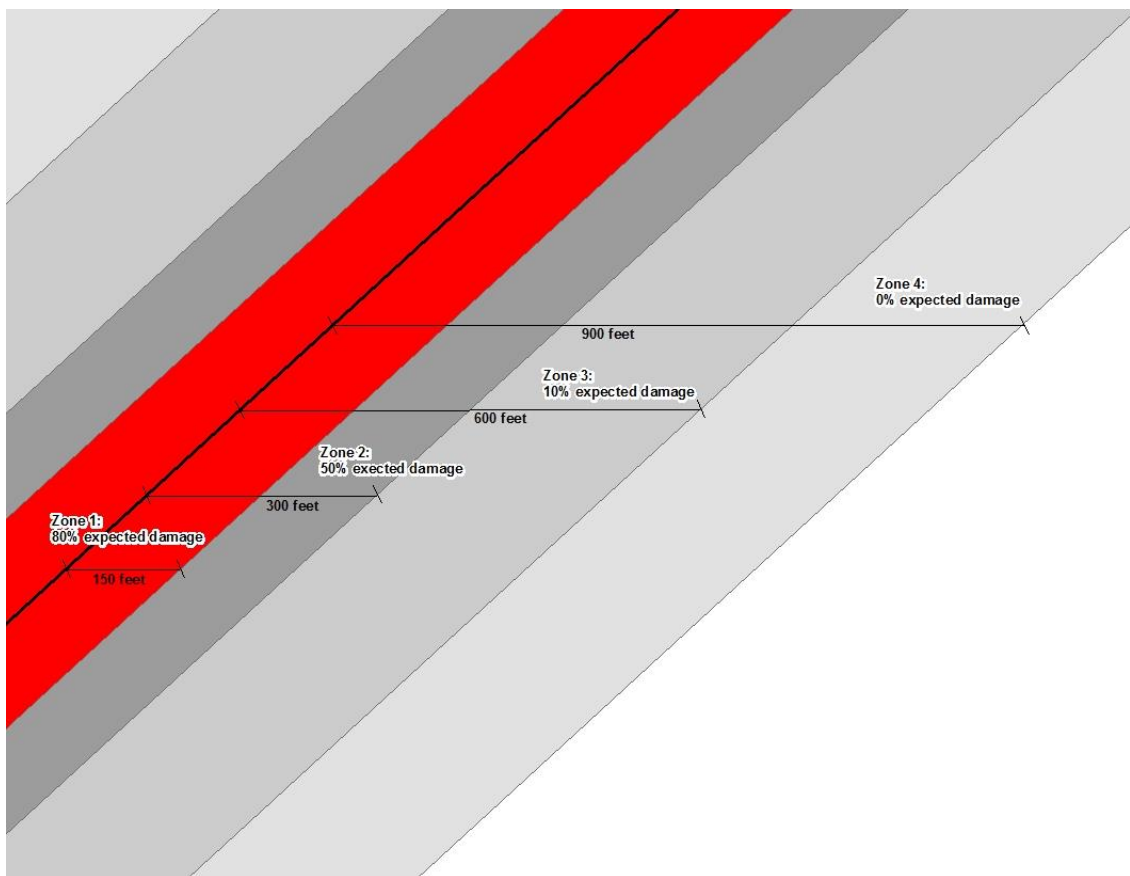 Zone 4:
0% expected damage
900 feet
Zone 3:
10% expected damage
600 feet
Zone 2:
50% exected damage
300 feet
Zone 1:
80% expected damage
150 feet